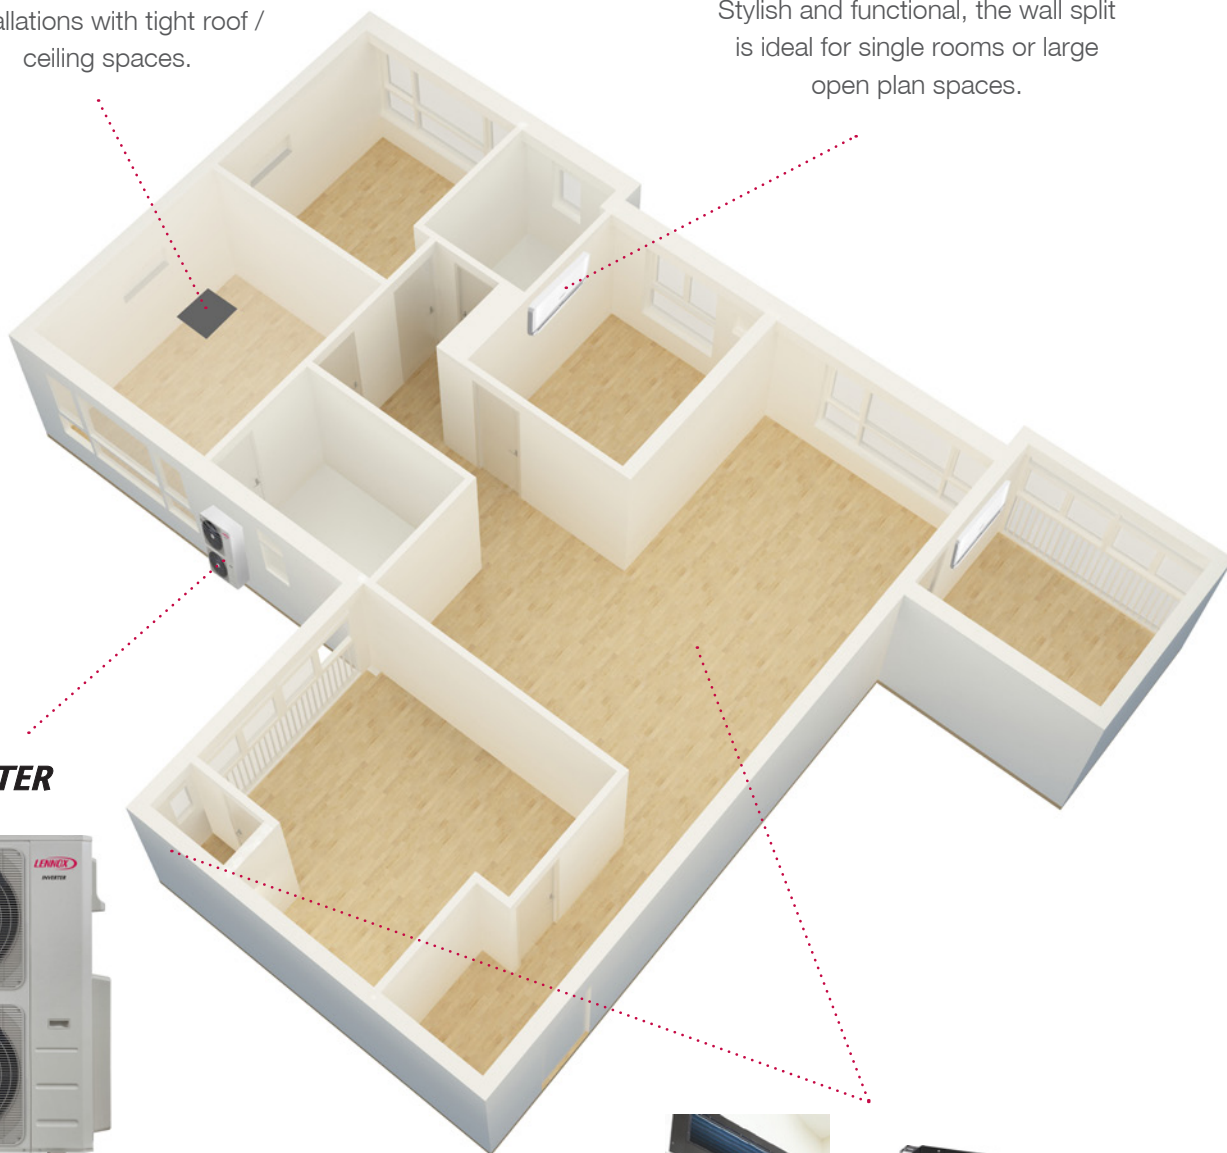 allations with tight roof /
ceiling spaces.
Stylish and functional, the wall split
is ideal for single rooms or large
open plan spaces.
TER
LENNOX
INVERTER